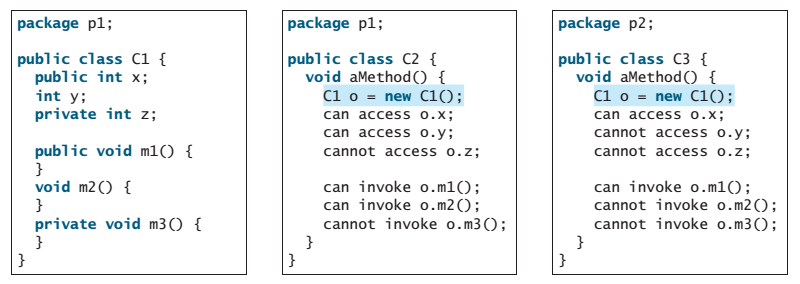 package p1;
public class C1 {
public int x;
int y;
private int z;
public void m1() {
}
void m2() {
}
private void m3() {
}
}
package p1;
public class C2 {
void aMethod() {
C1 o = new C1();
can access o.x;
can access o.y;
cannot access o.z;
can invoke o.m1();
can invoke o.m2();
cannot invoke o.m3();
}
}
package p2;
public class C3 {
void aMethod() {
C1 o = new C1();
can access o.x;
cannot access o.y;
cannot access o.z;
can invoke o.m1();
cannot invoke o.m2();
cannot invoke o.m3();
}
}